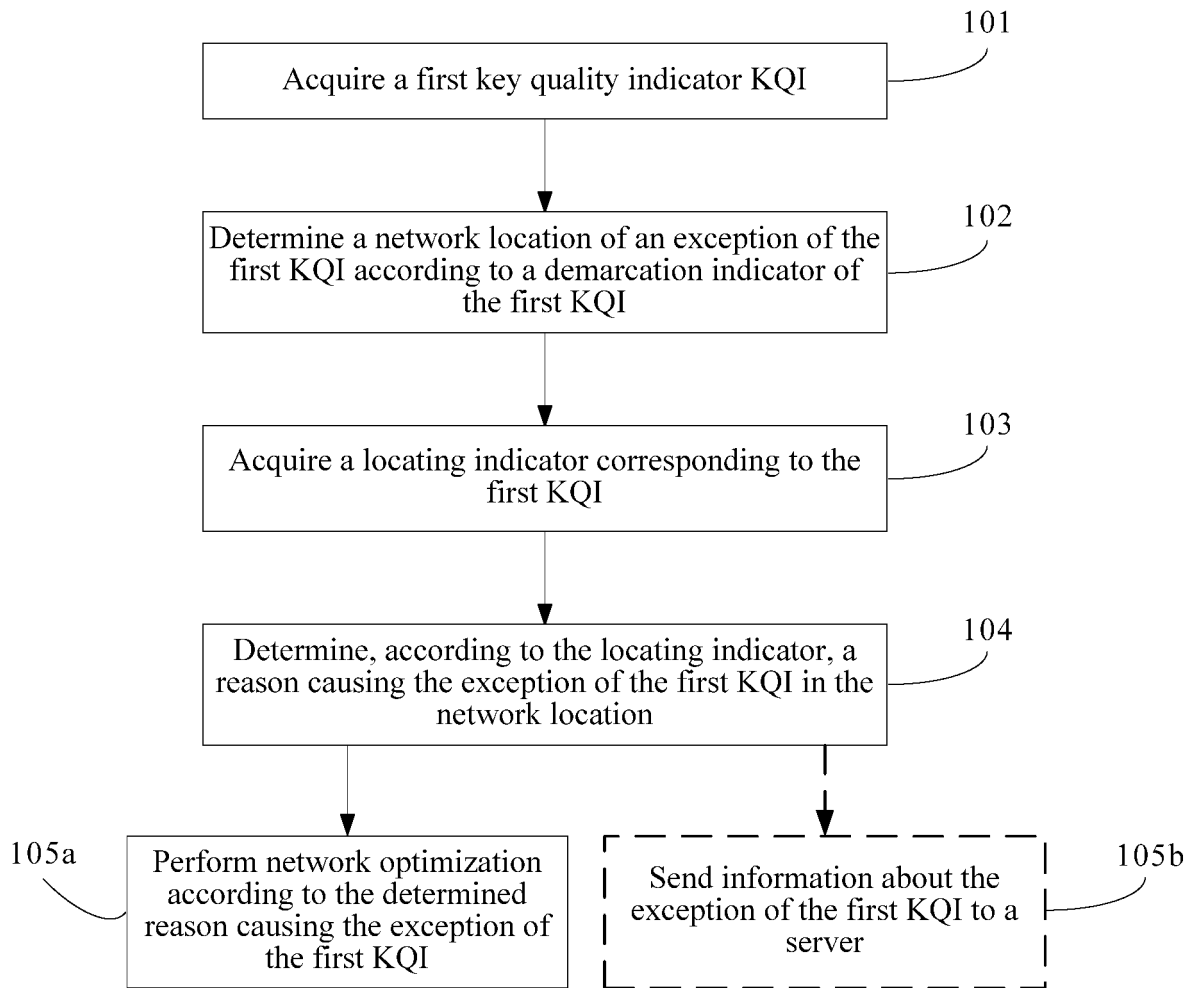 101
Acquire a first key quality indicator KQI
102
Determine a network location of an exception of the
first KQI according to a demarcation indicator of
the first KQI
103
Acquire a locating indicator corresponding to the
first KQI
104
Determine, according to the locating indicator, a
reason causing the exception of the first KQI in the
network location
105a
Perform network optimization
according to the determined
reason causing the exception of
the first KQI
105b
Send information about the
exception of the first KQI to a
server